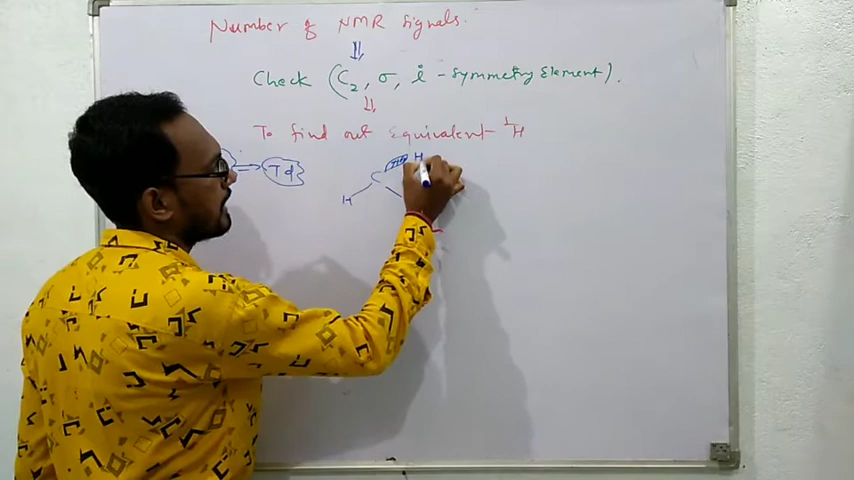 Number of NMR signals.
Check (C2, σ, i - symmetry Element).
To find out equivalent ¹H
Td
C H
H